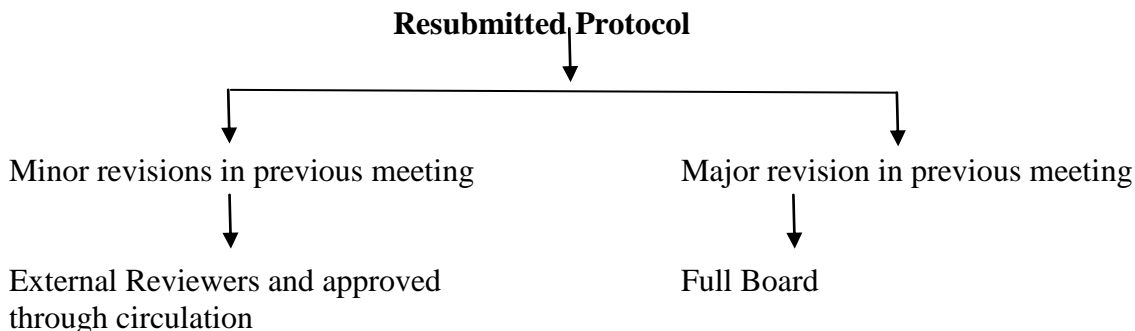 Resubmitted Protocol
Minor revisions in previous meeting
Major revision in previous meeting
External Reviewers and approved
through circulation
Full Board